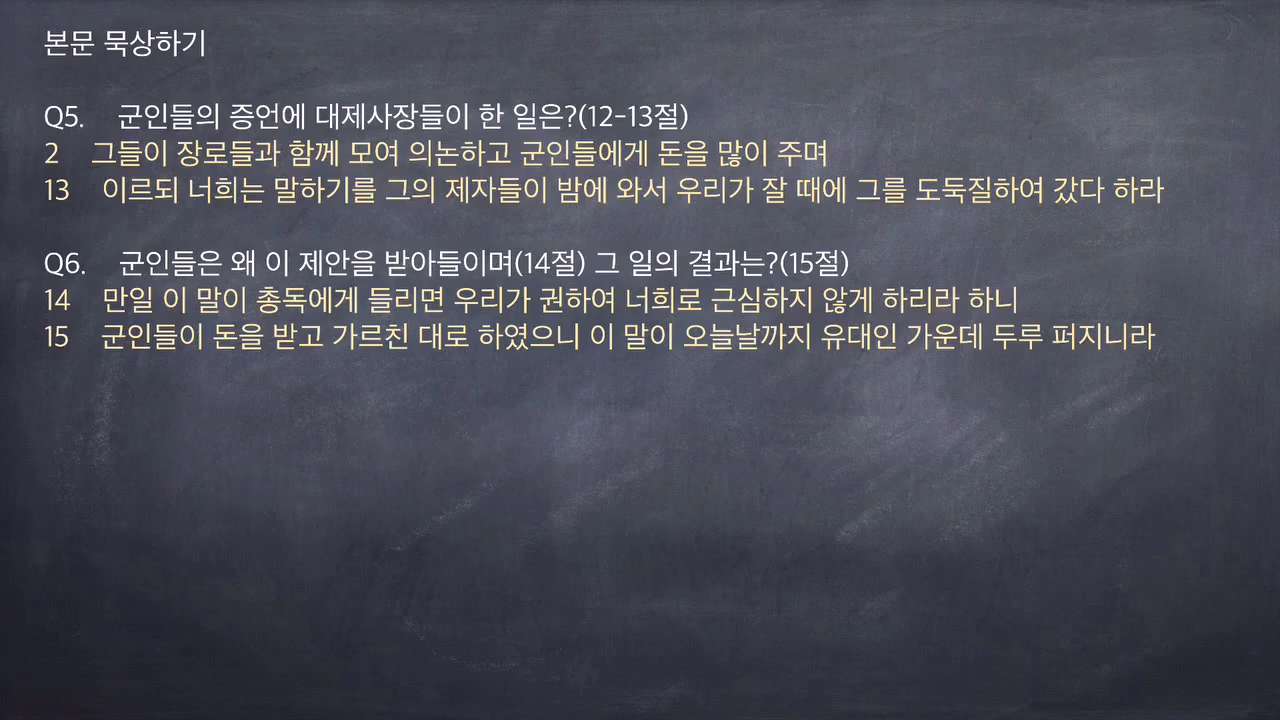 본문 묵상하기
Q5. 군인들의 증언에 대제사장들이 한 일은?(12-13절)
2 그들이 장로들과 함께 모여 의논하고 군인들에게 돈을 많이 주며
13 이르되 너희는 말하기를 그의 제자들이 밤에 와서 우리가 잘 때에 그를 도둑질하여 갔다 하라
Q6. 군인들은 왜 이 제안을 받아들이며(14절) 그 일의 결과는?(15절)
14 만일 이 말이 총독에게 들리면 우리가 권하여 너희로 근심하지 않게 하리라 하니
15 군인들이 돈을 받고 가르친 대로 하였으니 이 말이 오늘날까지 유대인 가운데 두루 퍼지니라